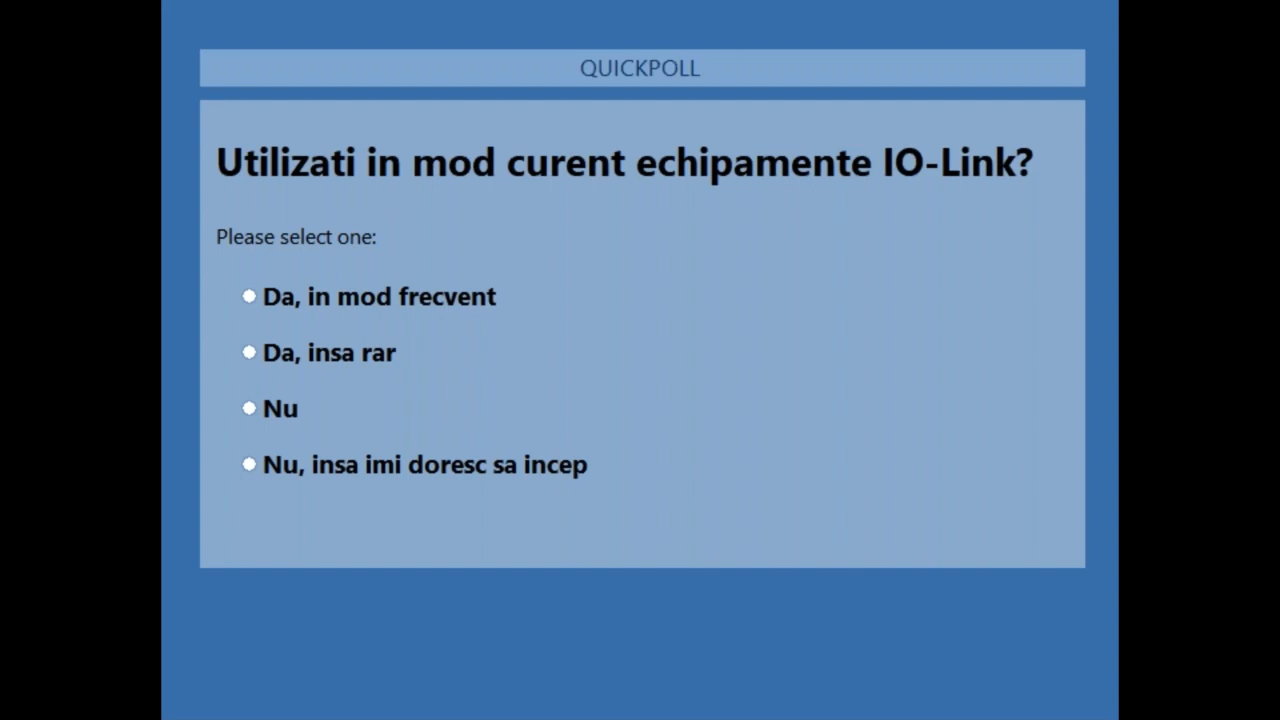 QUICKPOLL
Utilizati in mod curent echipamente IO-Link?
Please select one:
Da, in mod frecvent
Da, insa rar
Nu
Nu, insa imi doresc sa incep